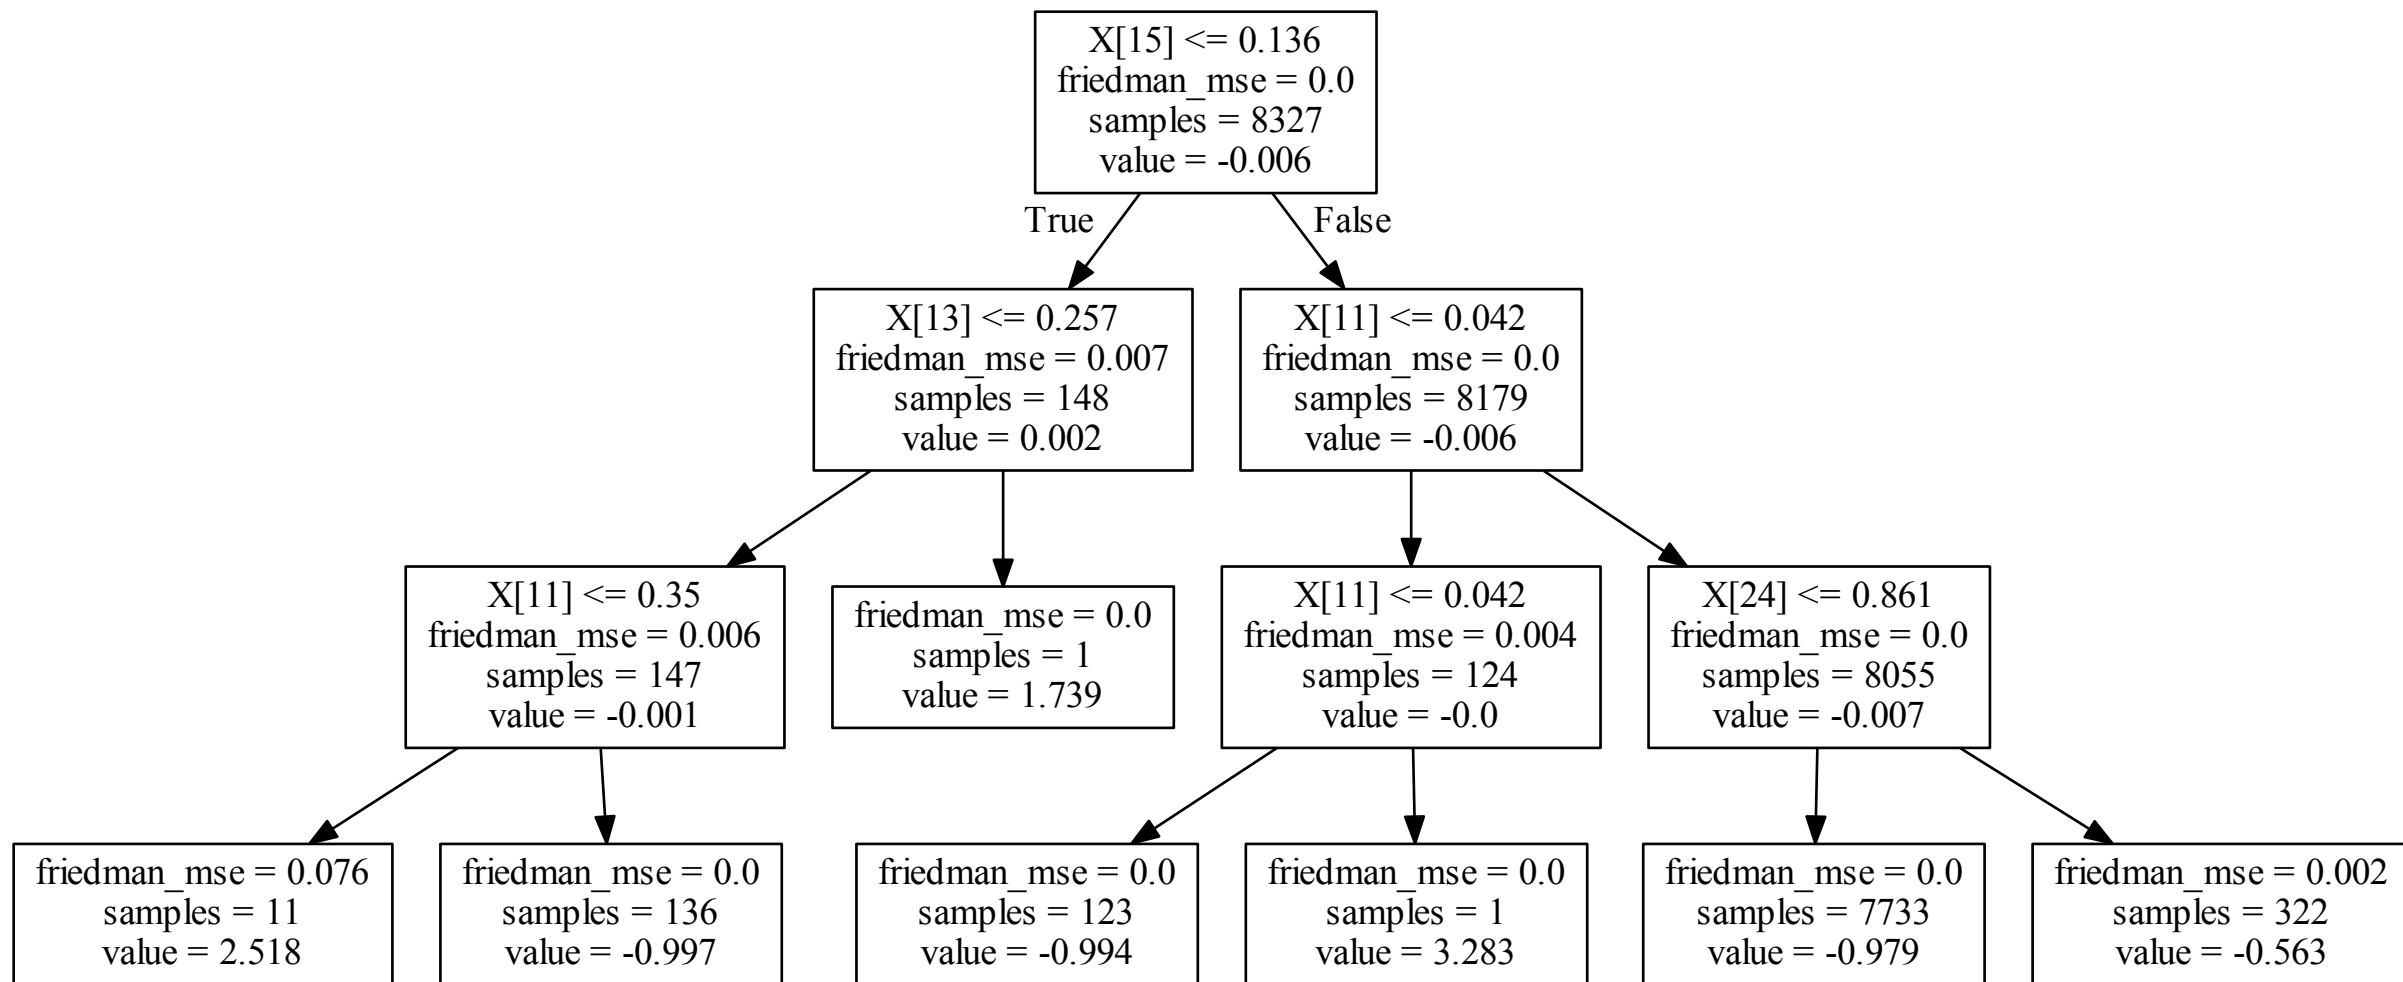 X[15] <= 0.136
friedman_mse = 0.0
samples = 8327
value = -0.006
True
False
X[13] <= 0.257
friedman_mse = 0.007
samples = 148
value = 0.002
X[11] <= 0.042
friedman_mse = 0.0
samples = 8179
value = -0.006
X[11] <= 0.35
friedman_mse = 0.006
samples = 147
value = -0.001
friedman_mse = 0.0
samples = 1
value = 1.739
X[11] <= 0.042
friedman_mse = 0.004
samples = 124
value = -0.0
X[24] <= 0.861
friedman_mse = 0.0
samples = 8055
value = -0.007
friedman_mse = 0.076
samples = 11
value = 2.518
friedman_mse = 0.0
samples = 136
value = -0.997
friedman_mse = 0.0
samples = 123
value = -0.994
friedman_mse = 0.0
samples = 1
value = 3.283
friedman_mse = 0.0
samples = 7733
value = -0.979
friedman_mse = 0.002
samples = 322
value = -0.563